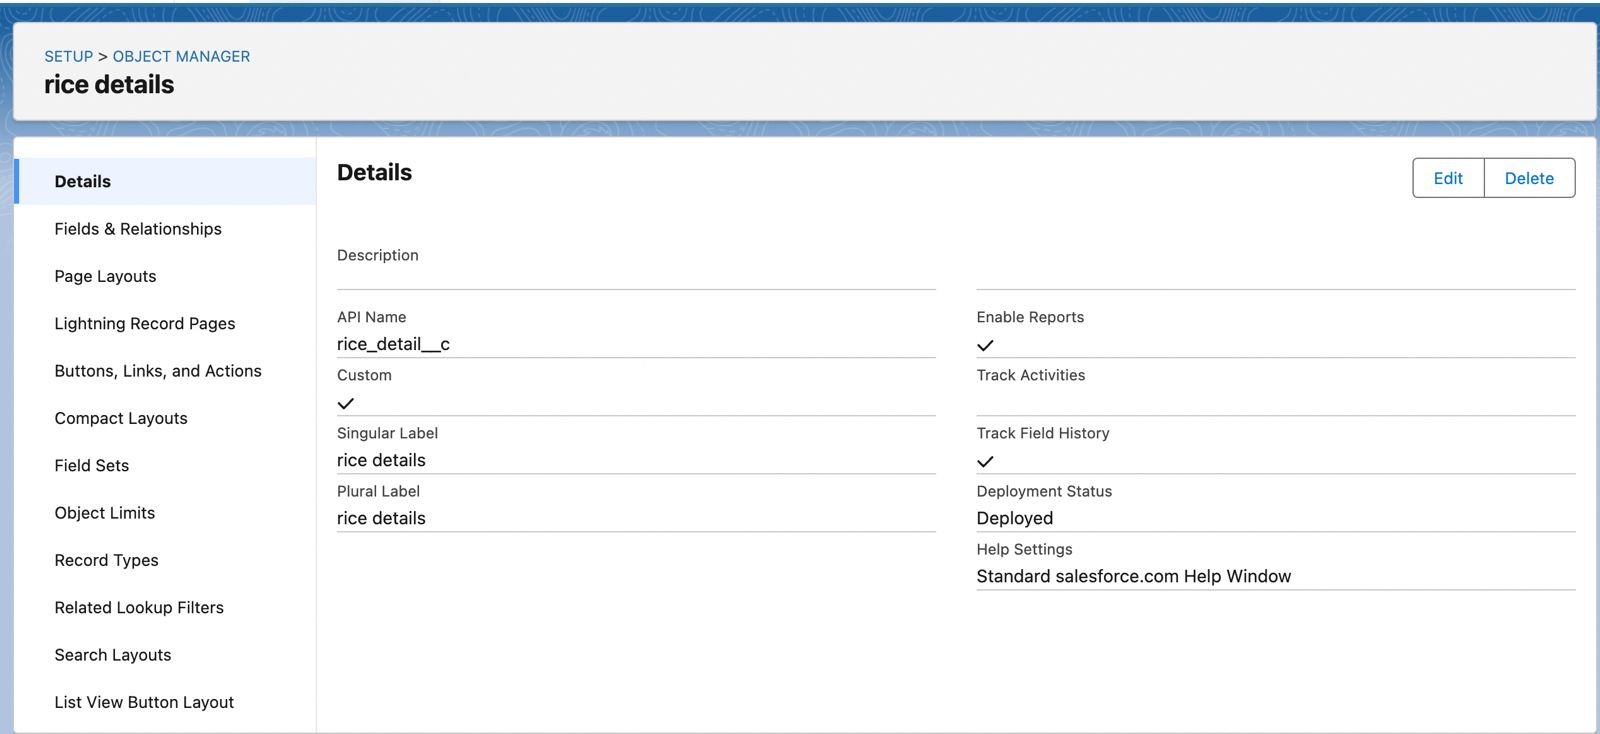 SETUP > OBJECT MANAGER
rice details
Details
Fields & Relationships
Page Layouts
Lightning Record Pages
Buttons, Links, and Actions
Compact Layouts
Field Sets
Object Limits
Record Types
Related Lookup Filters
Search Layouts
List View Button Layout
Details
Edit
Delete
Description
API Name
rice_detail__c
Custom
Singular Label
rice details
Plural Label
rice details
Enable Reports
Track Activities
Track Field History
Deployment Status
Deployed
Help Settings
Standard salesforce.com Help Window